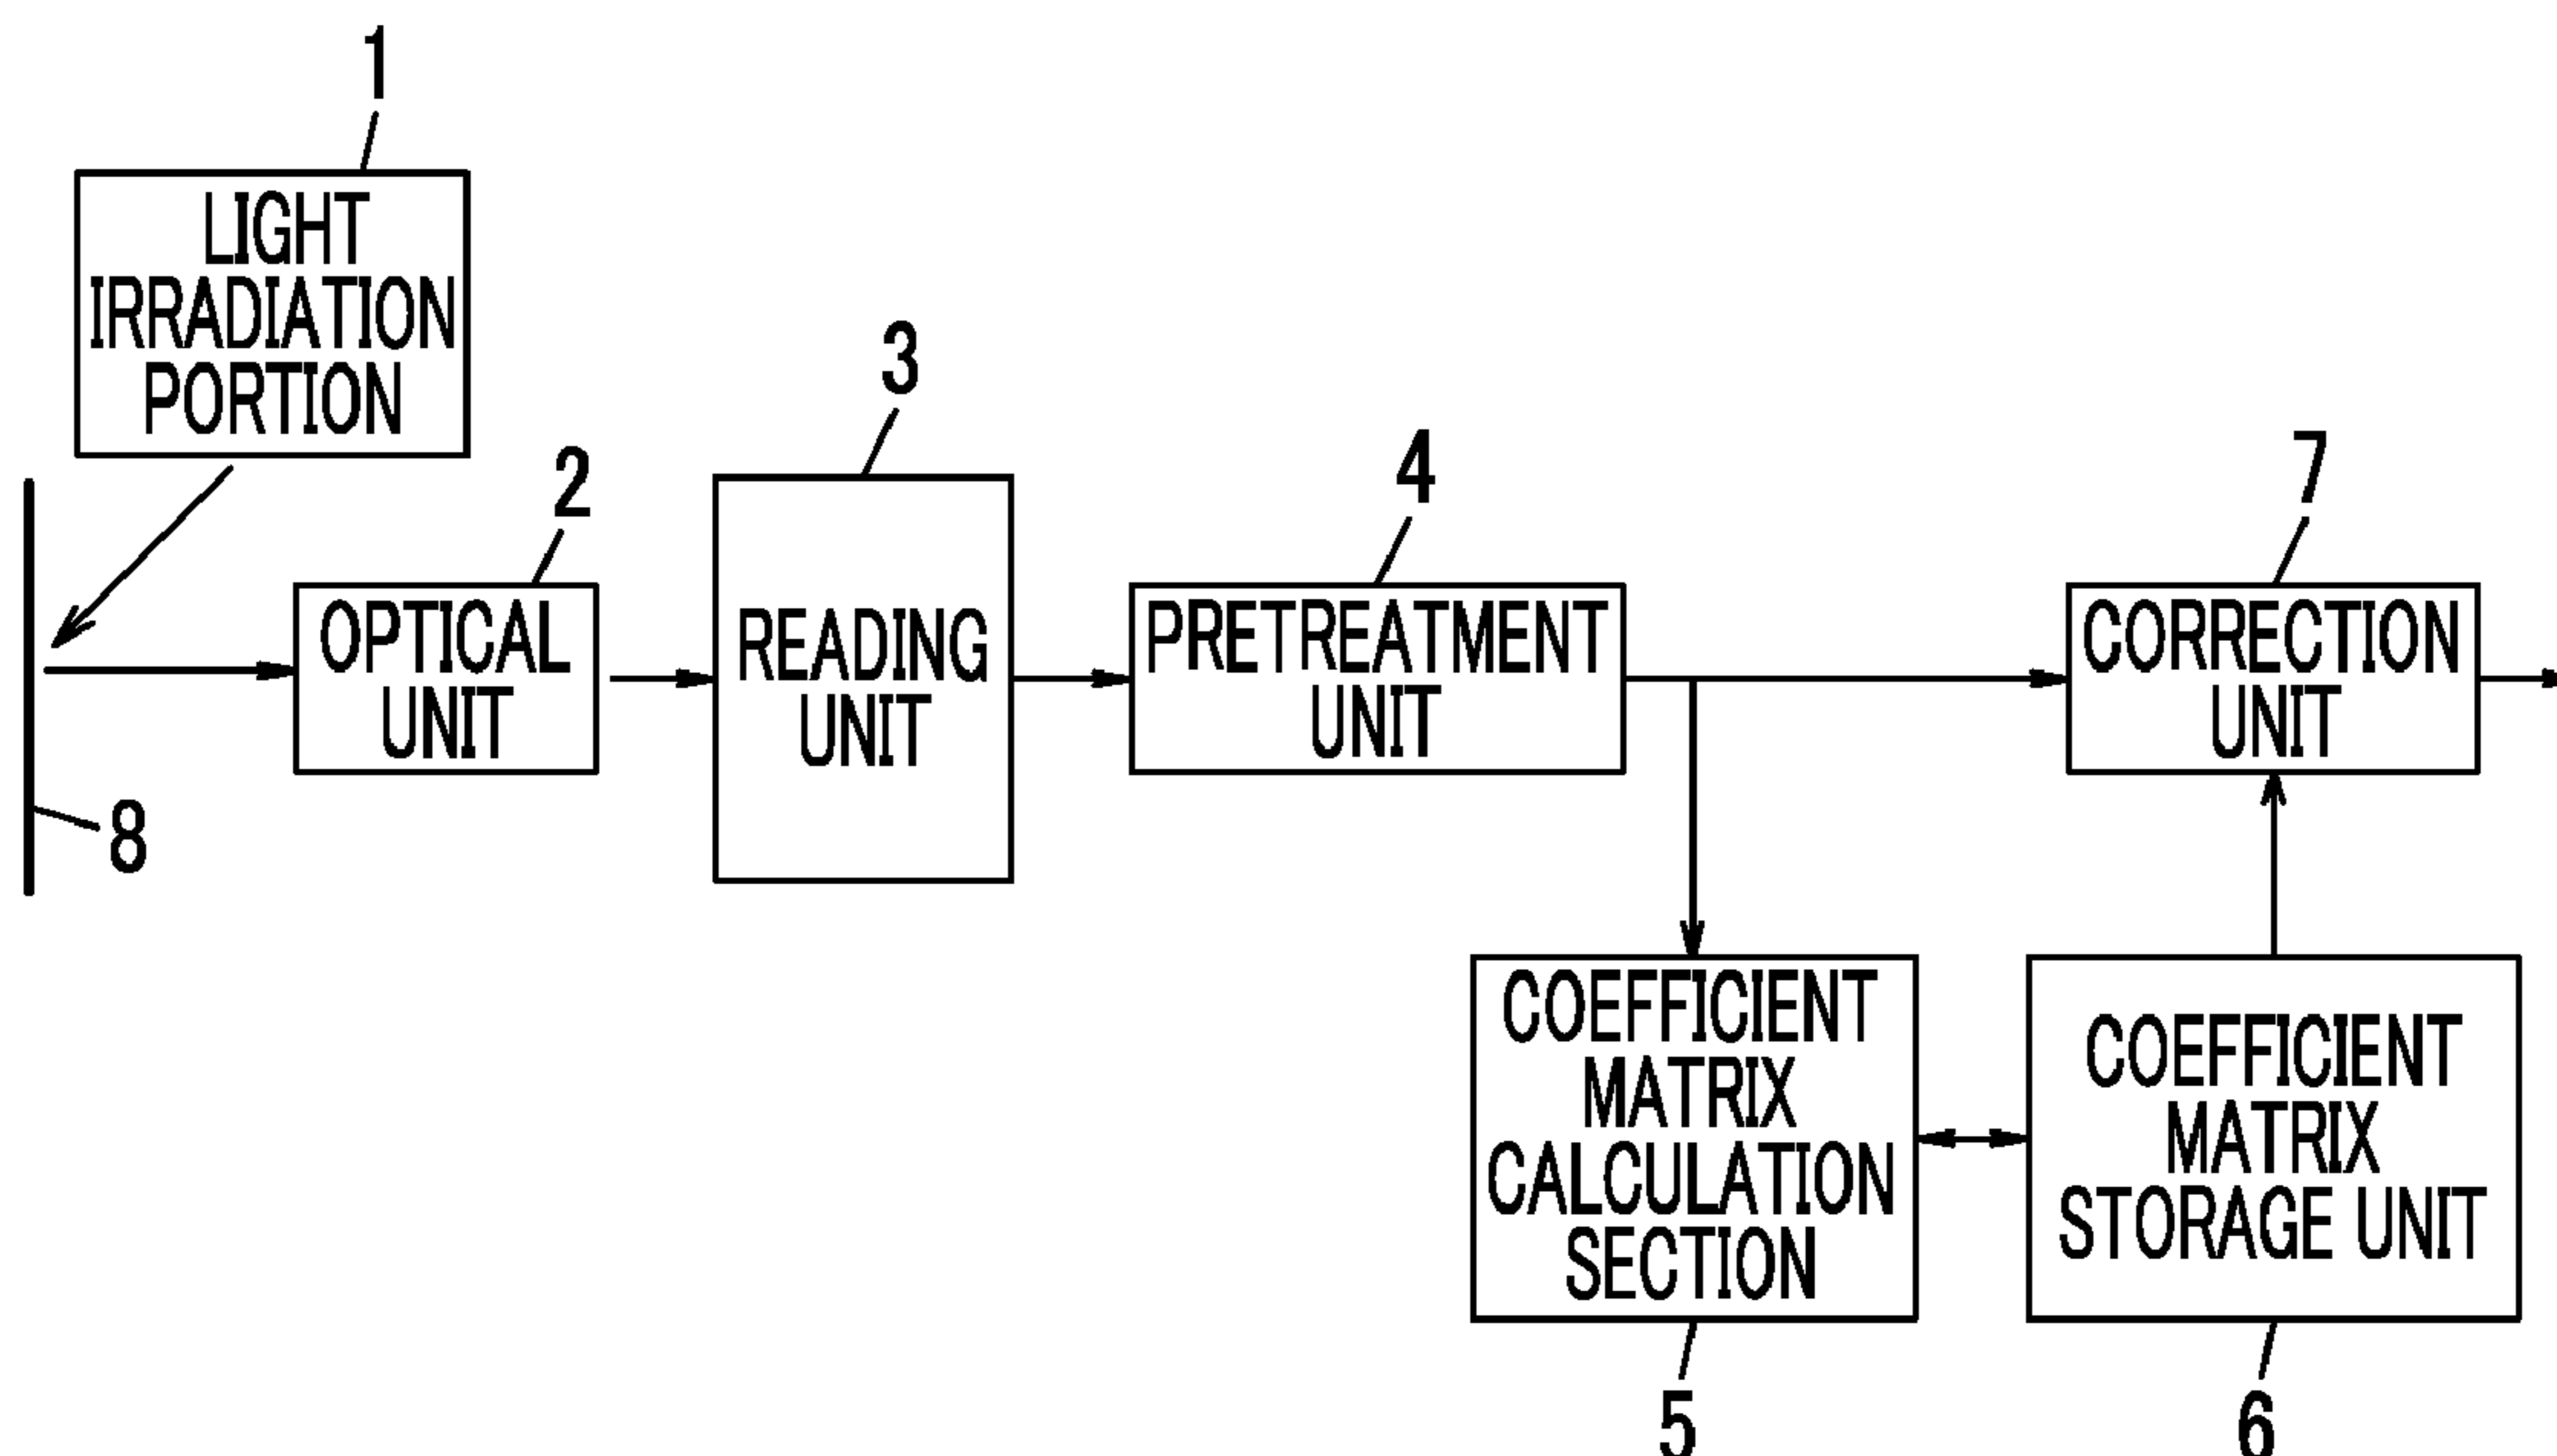 1
LIGHT
IRRADIATION
PORTION
2
OPTICAL
UNIT
3
READING
UNIT
4
PRETREATMENT
UNIT
7
CORRECTION
UNIT
8
COEFFICIENT
MATRIX
CALCULATION
SECTION
5
COEFFICIENT
MATRIX
STORAGE UNIT
6